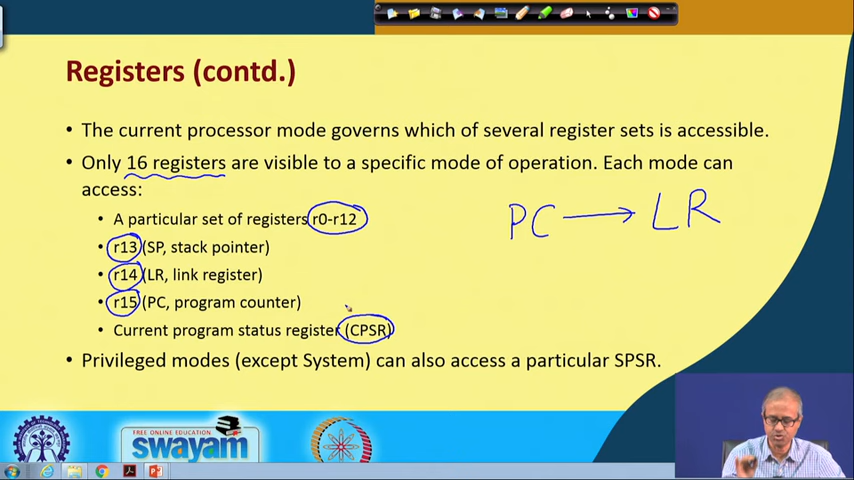 Registers (contd.)
• The current processor mode governs which of several register sets is accessible.
• Only 16 registers are visible to a specific mode of operation. Each mode can
access:
• A particular set of registers r0-r12
PC → LR
• r13 (SP, stack pointer)
• r14 (LR, link register)
• r15 (PC, program counter)
• Current program status register (CPSR)
• Privileged modes (except System) can also access a particular SPSR.
FREE ONLINE EDUCATION
swayam